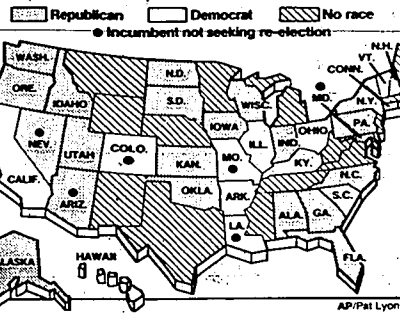 Republican Democrat No race
Incumbent not seeking re-election
N.H.
VT.
WASH.
CONN.
N.D.
ORE.
MD.
IDAHO
S.D.
WISC.
N.Y.
IOWA
PA.
NEV.
OHIO
UTAH
COLO.
ILL.
IND.
KAN.
MO.
KY.
CALIF.
N.C.
ARIZ.
OKLA.
ARK.
S.C.
LA.
ALA.
GA.
HAWAII
FLA.
ALASKA
AP/Pat Lyon